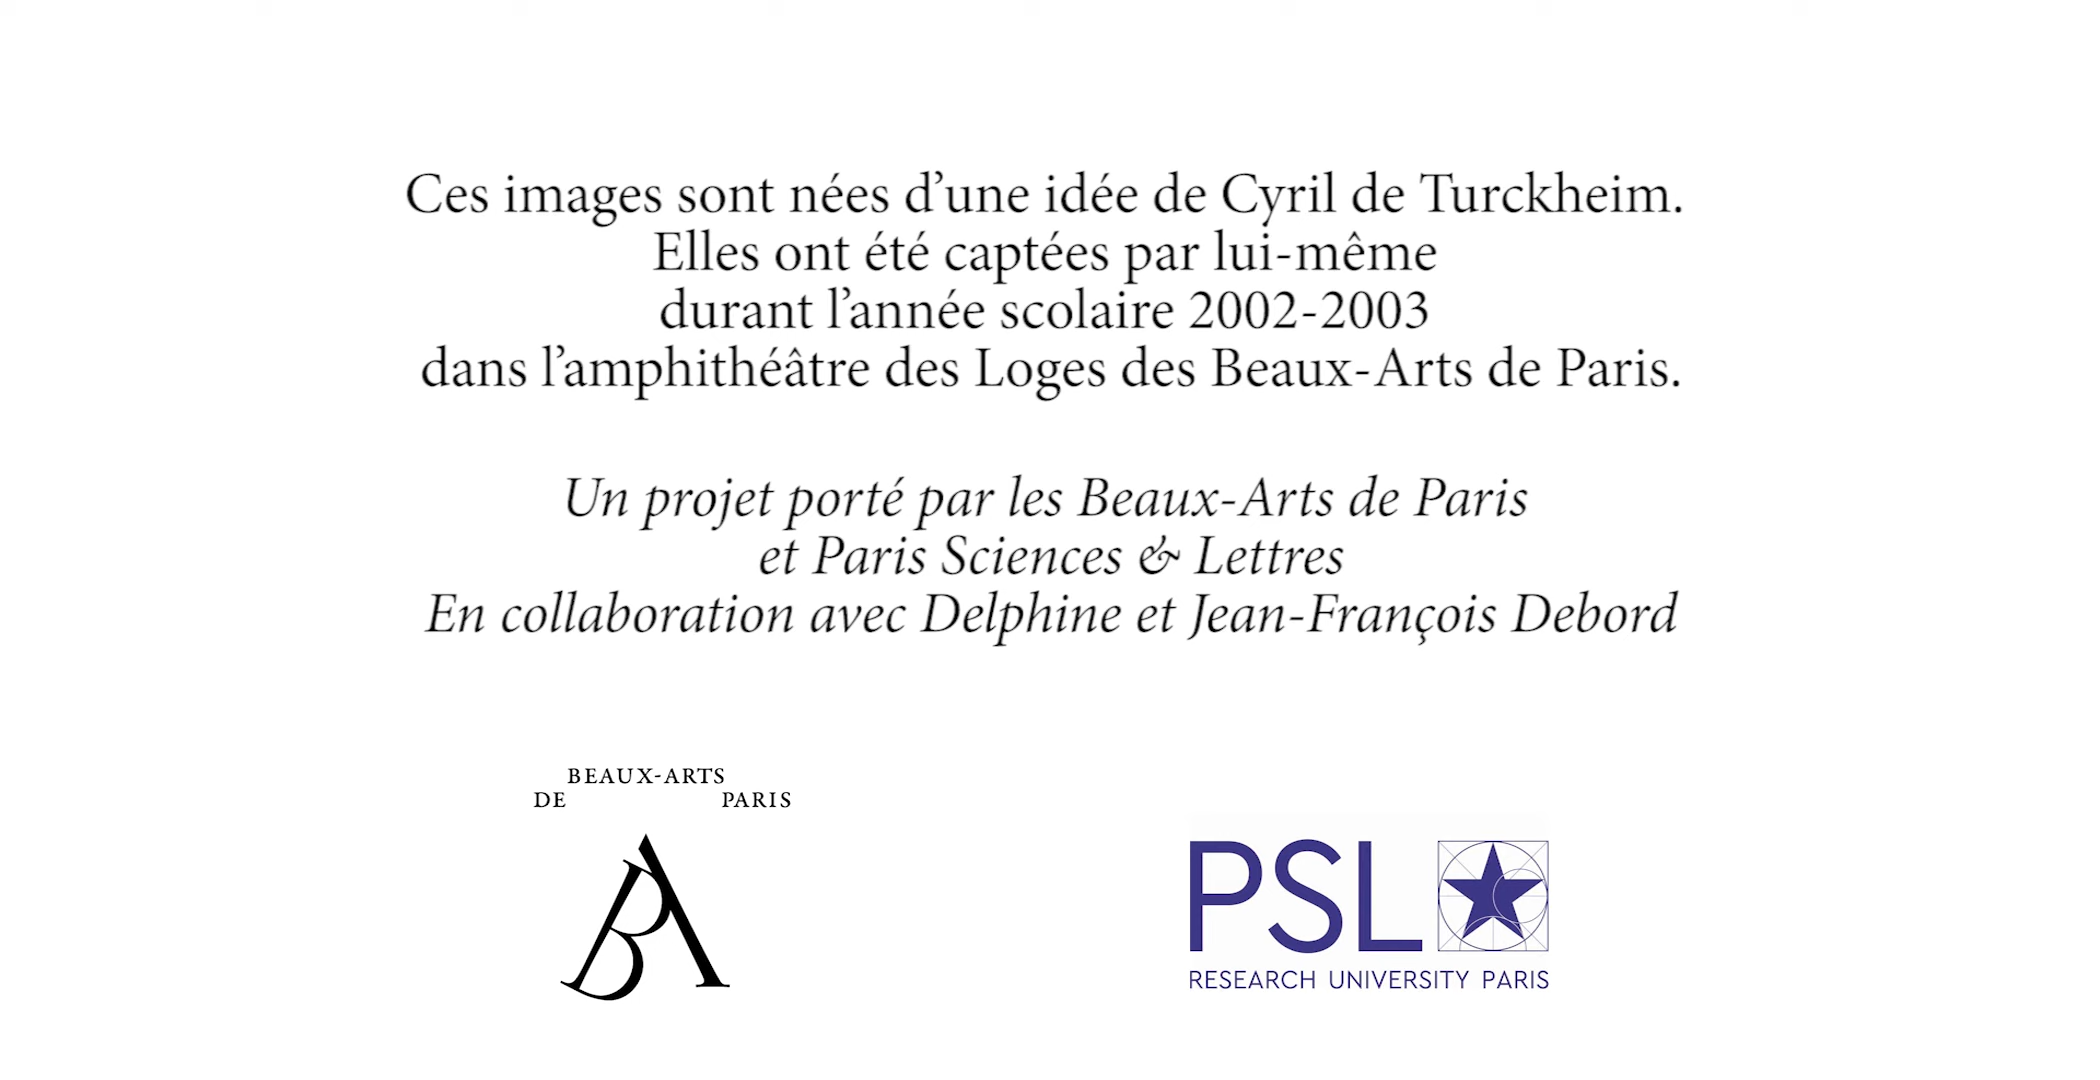 Ces images sont nées d’une idée de Cyril de Turckheim.
Elles ont été captées par lui-même
durant l’année scolaire 2002-2003
dans l’amphithéâtre des Loges des Beaux-Arts de Paris.
Un projet porté par les Beaux-Arts de Paris
et Paris Sciences & Lettres
En collaboration avec Delphine et Jean-François Debord
BEAUX-ARTS
DE PARIS
BA
PSL
RESEARCH UNIVERSITY PARIS